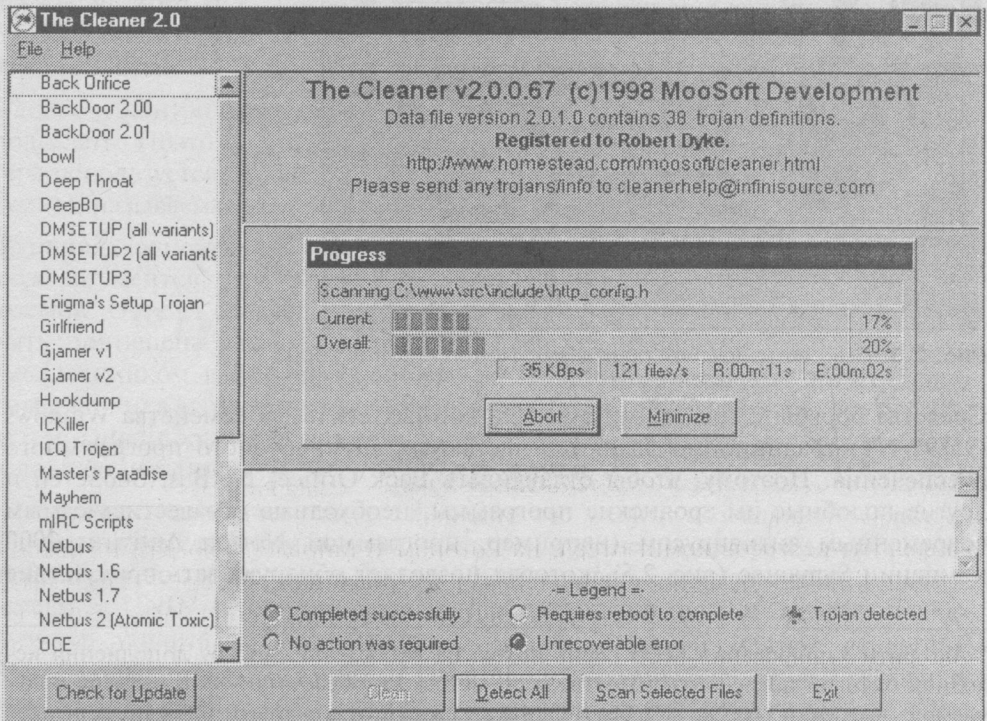 The Cleaner 2.0
File Help
Back Orifice
BackDoor 2.00
BackDoor 2.01
bowl
Deep Throat
DeepBO
DMSETUP (all variants)
DMSETUP2 (all variants
DMSETUP3
Enigma's Setup Trojan
Girlfriend
Gjamer v1
Gjamer v2
Hookdump
ICKiller
ICQ Trojen
Master's Paradise
Mayhem
mIRC Scripts
Netbus
Netbus 1.6
Netbus 1.7
Netbus 2 (Atomic Toxic)
OCE
The Cleaner v2.0.0.67 (c)1998 MooSoft Development
Data file version 2.0.1.0 contains 38 trojan definitions.
Registered to Robert Dyke.
http://www.homestead.com/moosoft/cleaner.html
Please send any trojans/info to cleanerhelp@infinisource.com
Progress
Scanning C:\www\src\include\http_config.h
Current: 17%
Overall: 20%
35 KBps 121 files/s R:00m:11s E:00m:02s
Abort Minimize
-= Legend =-
Completed successfully Requires reboot to complete Trojan detected
No action was required Unrecoverable error
Check for Update Clean Detect All Scan Selected Files Exit